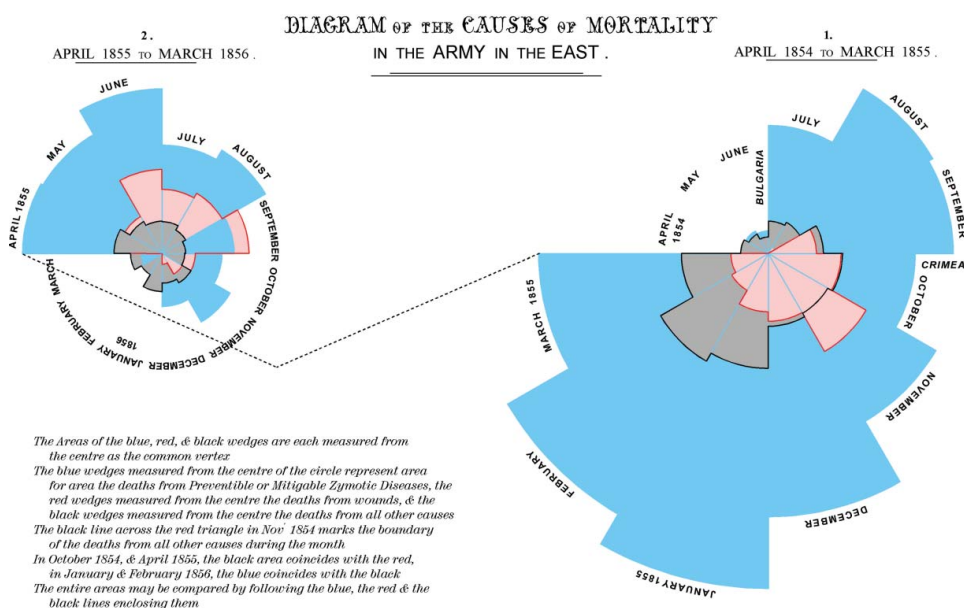 DIAGRAM OF THE CAUSES OF MORTALITY
IN THE ARMY IN THE EAST .
2 .
APRIL 1855 TO MARCH 1856 .
1.
APRIL 1854 TO MARCH 1855 .
APRIL 1855
MAY
JUNE
JULY
AUGUST
SEPTEMBER
OCTOBER
NOVEMBER
DECEMBER
JANUARY
1856
FEBRUARY
MARCH
APRIL
1854
MAY
JUNE
BULGARIA
JULY
AUGUST
SEPTEMBER
CRIMEA
OCTOBER
NOVEMBER
DECEMBER
JANUARY 1855
FEBRUARY
MARCH 1855
The Areas of the blue, red, & black wedges are each measured from
the centre as the common vertex
The blue wedges measured from the centre of the circle represent area
for area the deaths from Preventible or Mitigable Zymotic Diseases, the
red wedges measured from the centre the deaths from wounds, & the
black wedges measured from the centre the deaths from all other causes
The black line across the red triangle in Nov' 1854 marks the boundary
of the deaths from all other causes during the month
In October 1854, & April 1855, the black area coincides with the red,
in January & February 1856, the blue coincides with the black
The entire areas may be compared by following the blue, the red & the
black lines enclosing them